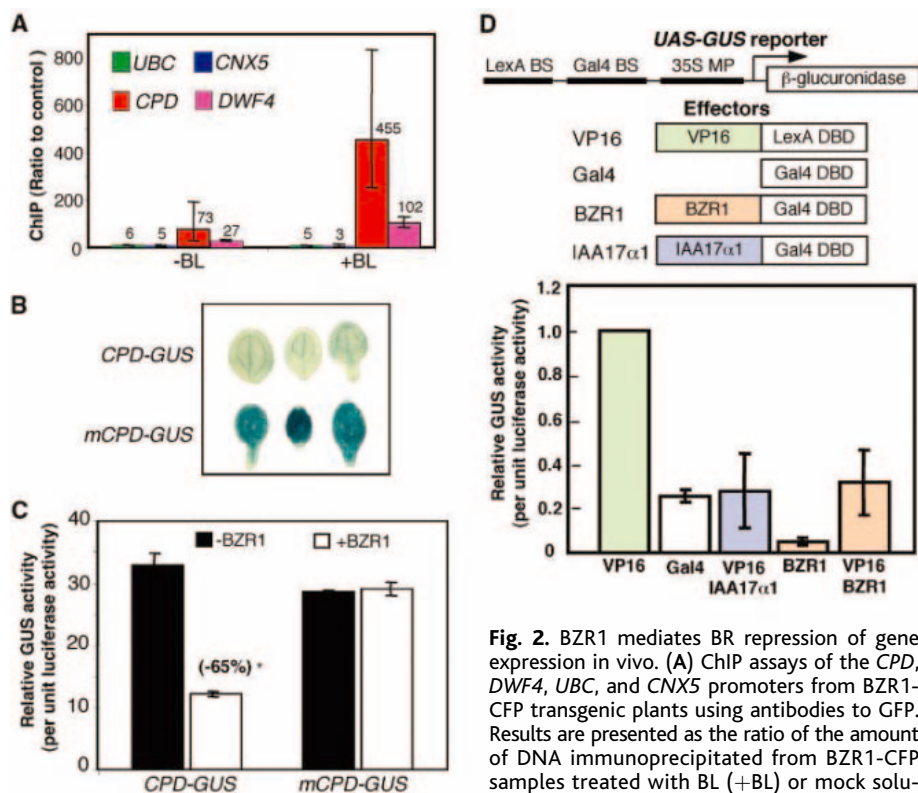 A
ChIP (Ratio to control)
800
600
400
200
0
UBC
CNX5
CPD
DWF4
6
5
73
27
5
3
455
102
-BL
+BL
B
CPD-GUS
mCPD-GUS
C
Relative GUS activity
(per unit luciferase activity)
40
30
20
10
0
-BZR1
+BZR1
(-65%) *
CPD-GUS
mCPD-GUS
D
UAS-GUS reporter
LexA BS
Gal4 BS
35S MP
β-glucuronidase
Effectors
VP16
VP16
LexA DBD
Gal4
Gal4 DBD
BZR1
BZR1
Gal4 DBD
IAA17α1
IAA17α1
Gal4 DBD
Relative GUS activity
(per unit luciferase activity)
1.2
1.0
0.8
0.6
0.4
0.2
0
VP16
Gal4
VP16
IAA17α1
BZR1
VP16
BZR1
Fig. 2. BZR1 mediates BR repression of gene
expression in vivo. (A) ChIP assays of the CPD,
DWF4, UBC, and CNX5 promoters from BZR1-
CFP transgenic plants using antibodies to GFP.
Results are presented as the ratio of the amount
of DNA immunoprecipitated from BZR1-CFP
samples treated with BL (+BL) or mock solu-